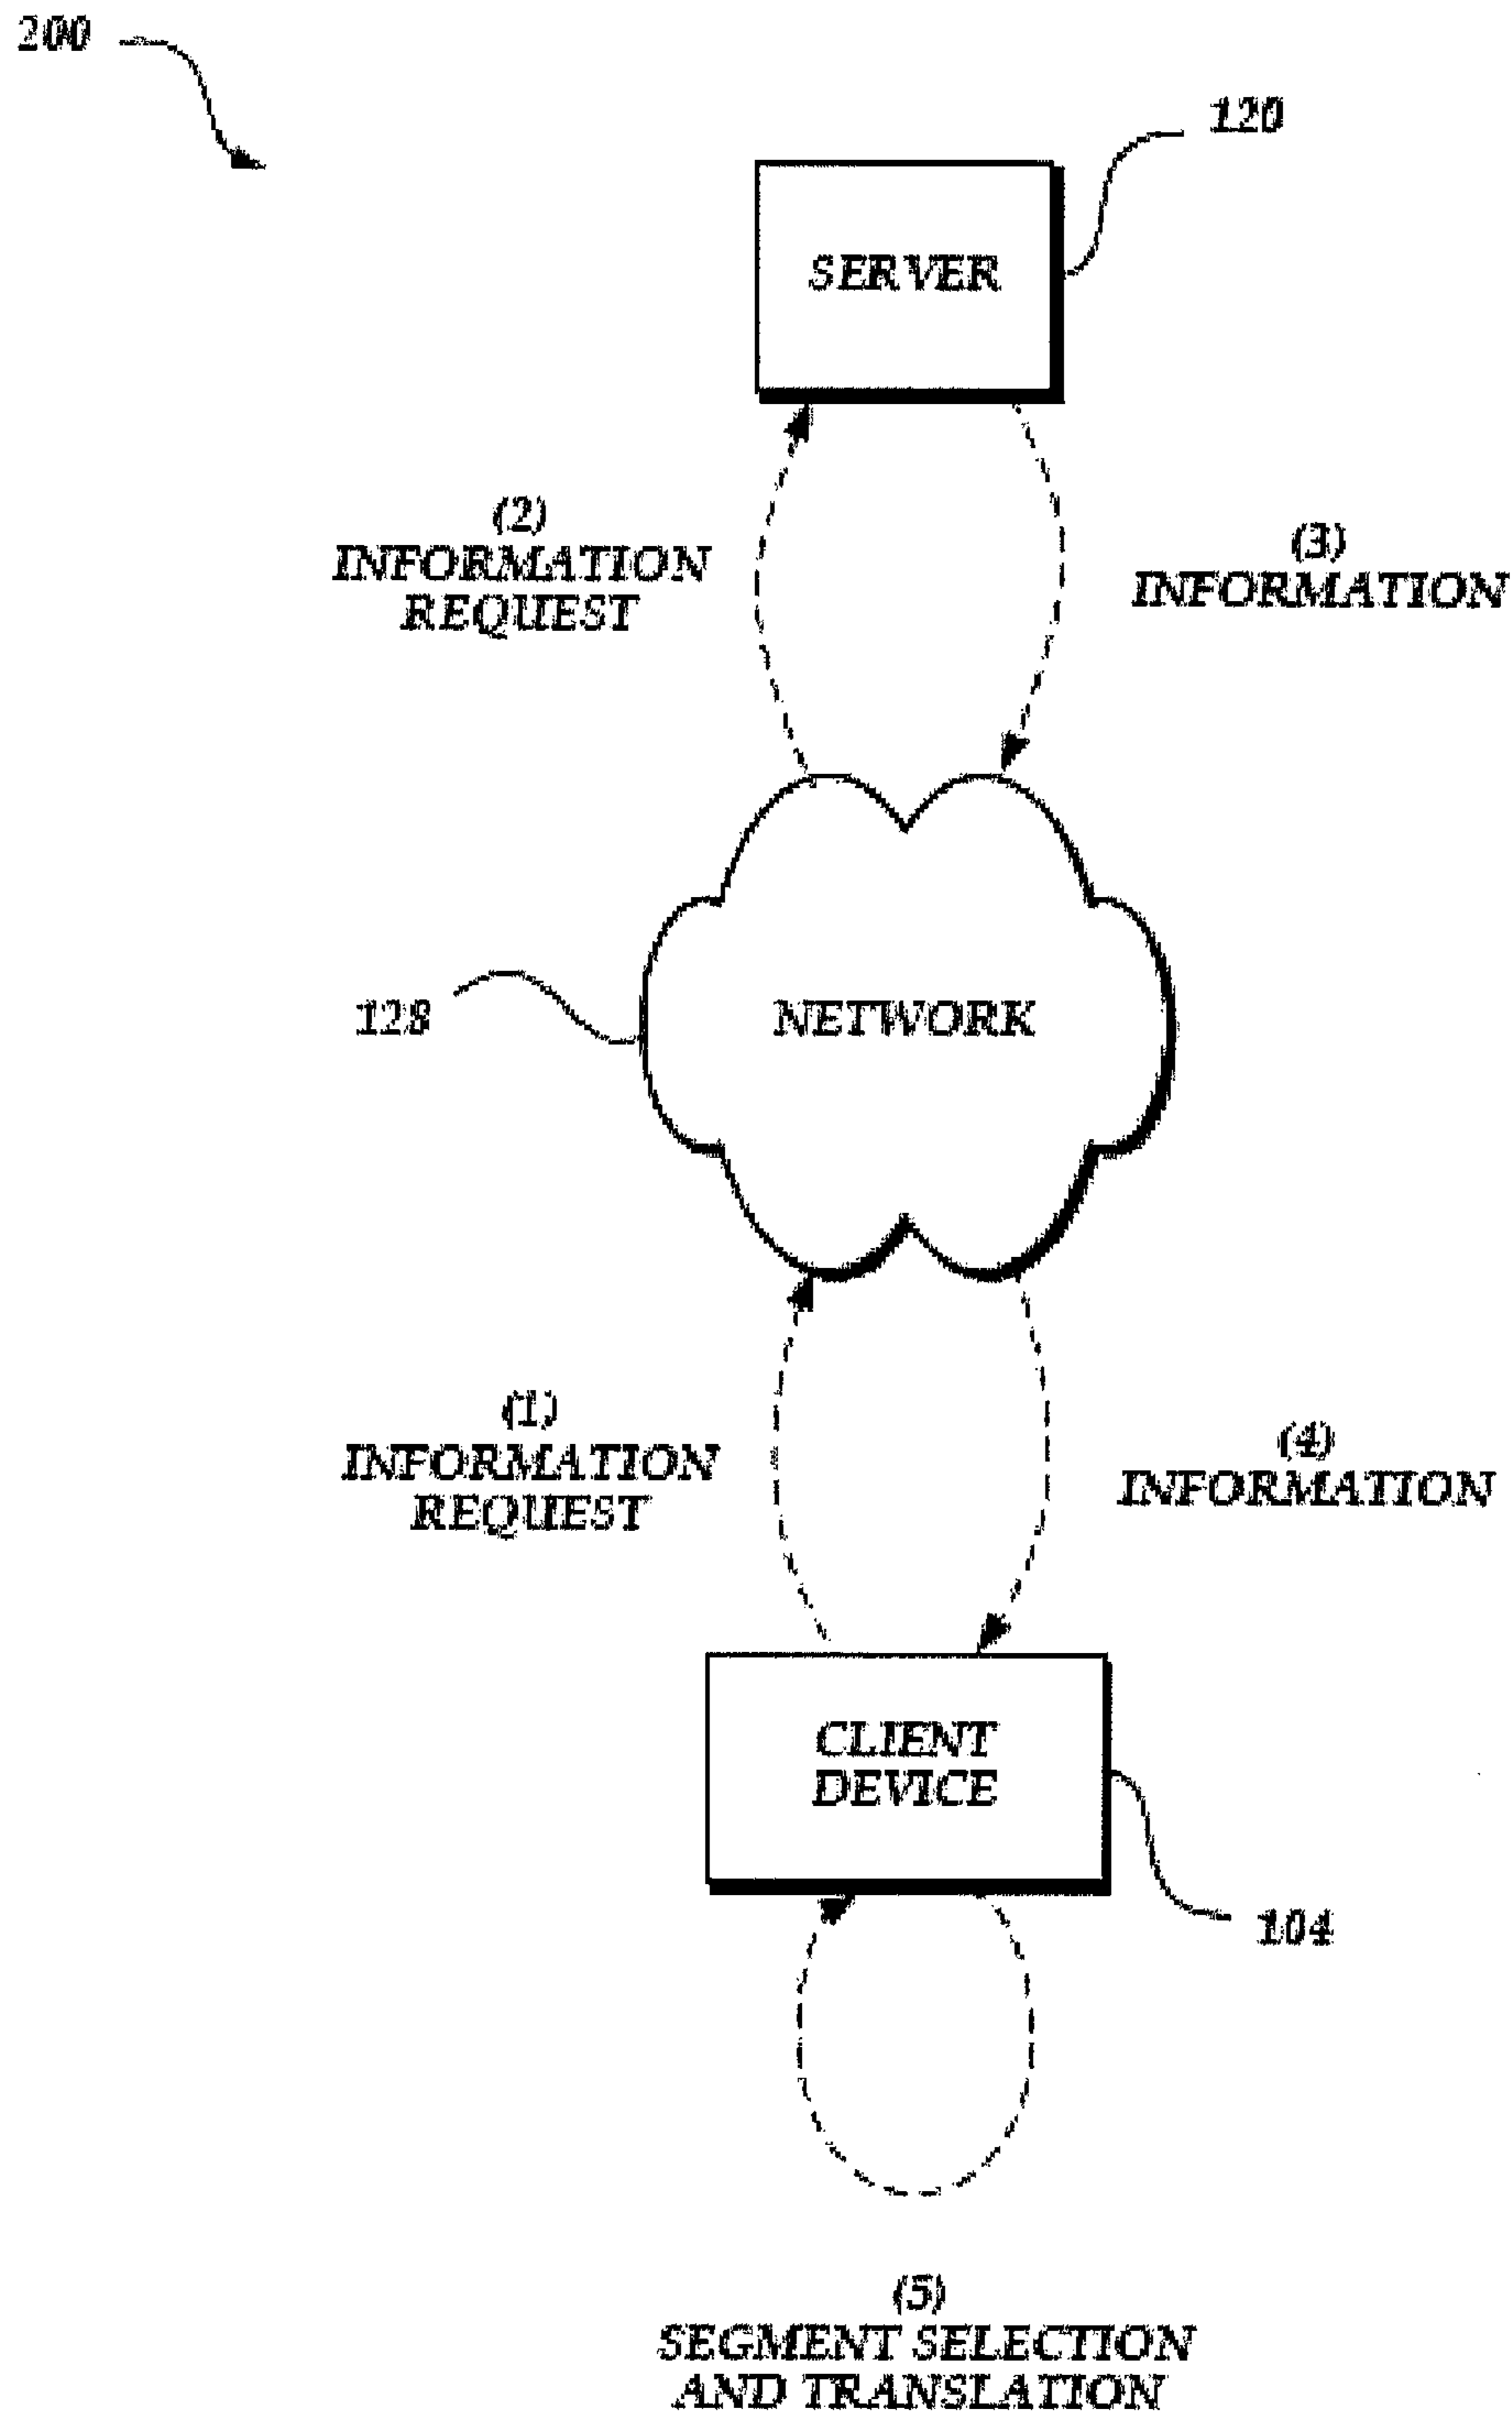 200
120
SERVER
(2)
INFORMATION
REQUEST
(3)
INFORMATION
128
NETWORK
(1)
INFORMATION
REQUEST
(4)
INFORMATION
CLIENT
DEVICE
104
(5)
SEGMENT SELECTION
AND TRANSLATION